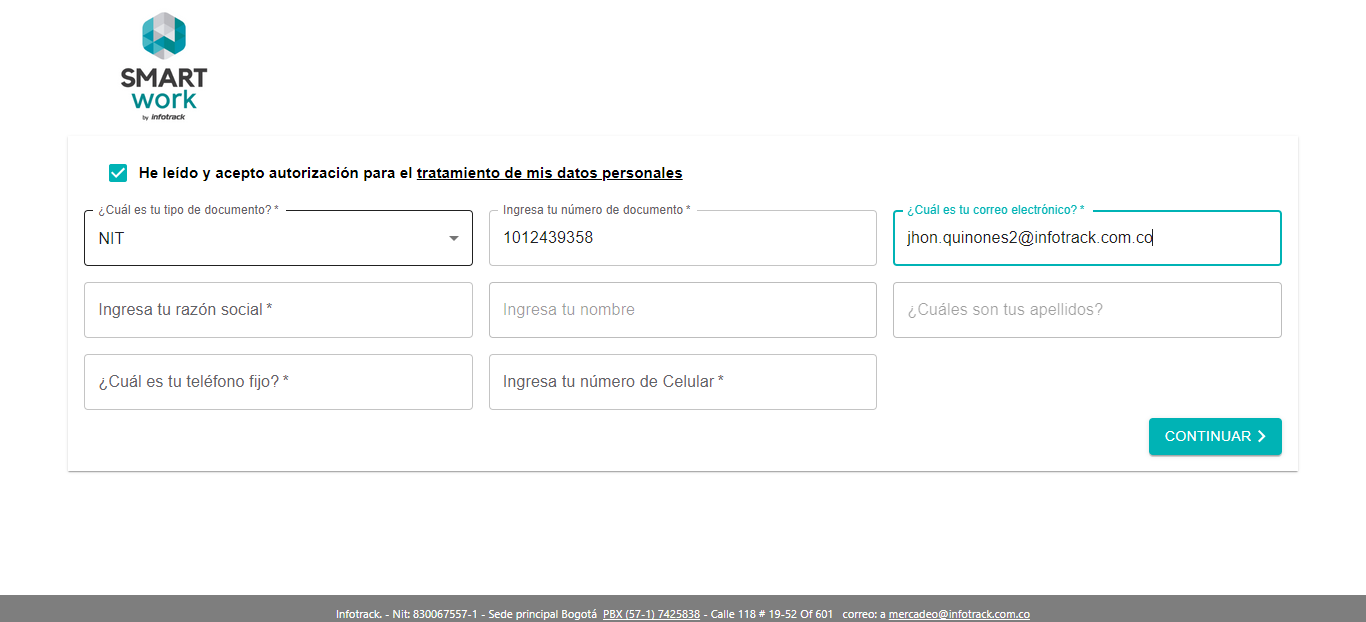 SMART
work
by infotrack
He leído y acepto autorización para el tratamiento de mis datos personales
¿Cuál es tu tipo de documento? *
NIT
Ingresa tu número de documento *
1012439358
¿Cuál es tu correo electrónico? *
jhon.quinones2@infotrack.com.co
Ingresa tu razón social *
Ingresa tu nombre
¿Cuáles son tus apellidos?
¿Cuál es tu teléfono fijo? *
Ingresa tu número de Celular *
CONTINUAR
Infotrack. - Nit: 830067557-1 - Sede principal Bogotá PBX (57-1) 7425838 - Calle 118 # 19-52 Of 601 correo: a mercadeo@infotrack.com.co